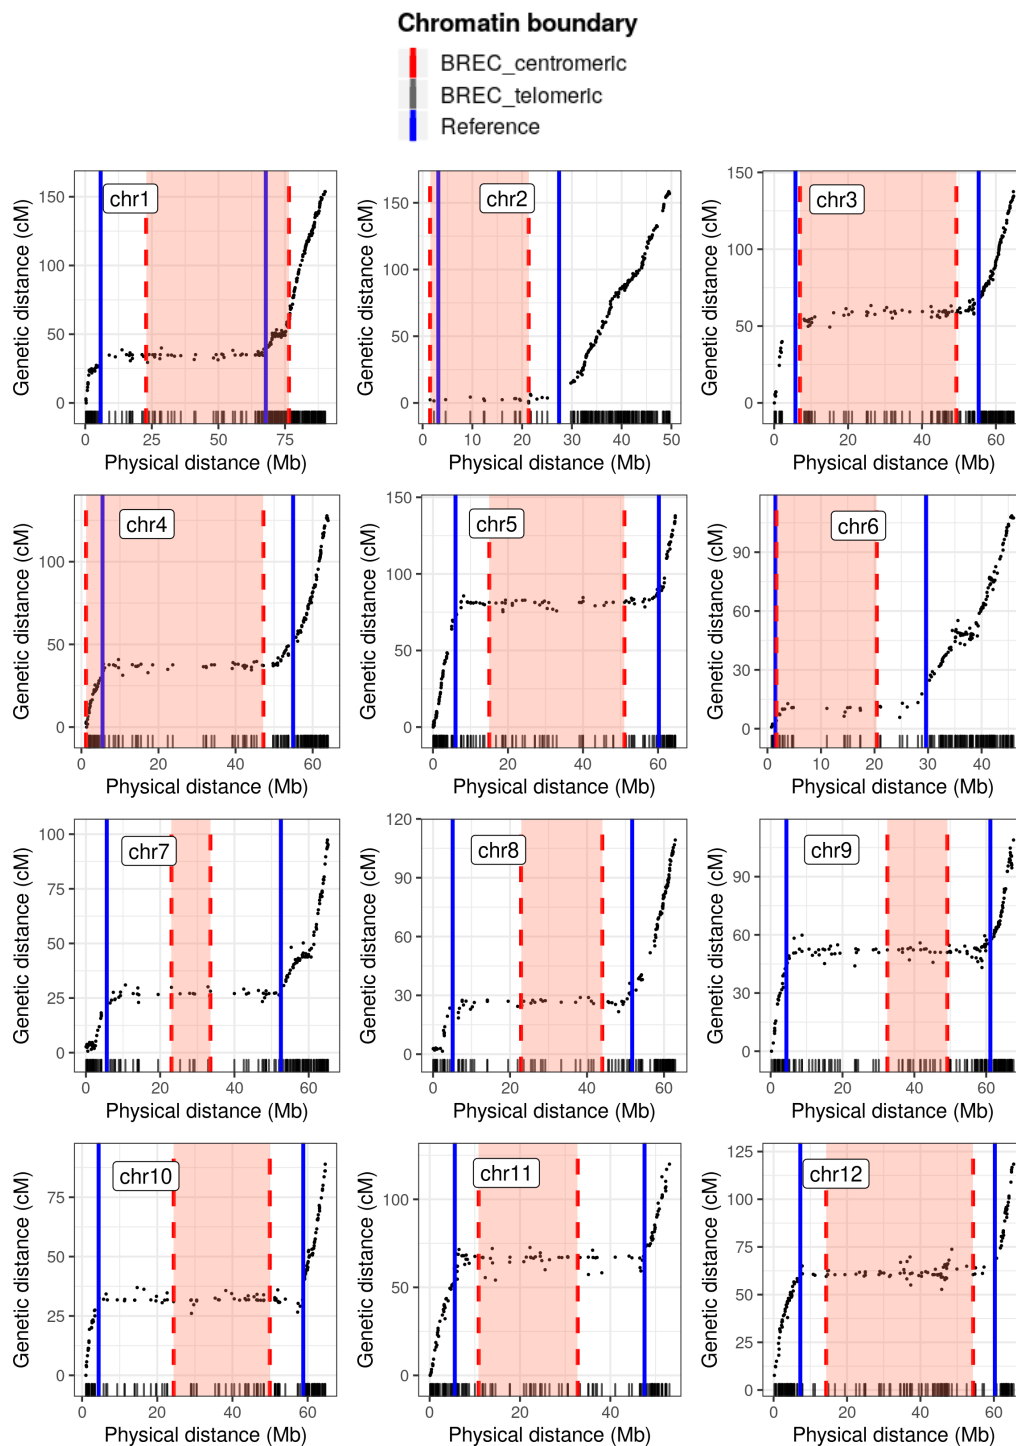 Chromatin boundary
BREC_centromeric
BREC_telomeric
Reference
chr1
Genetic distance (cM)
150
100
50
0
0 25 50 75
Physical distance (Mb)
chr2
Genetic distance (cM)
150
100
50
0
0 10 20 30 40 50
Physical distance (Mb)
chr3
Genetic distance (cM)
150
100
50
0
0 20 40 60
Physical distance (Mb)
chr4
Genetic distance (cM)
100
50
0
0 20 40 60
Physical distance (Mb)
chr5
Genetic distance (cM)
150
100
50
0
0 20 40 60
Physical distance (Mb)
chr6
Genetic distance (cM)
90
60
30
0
0 10 20 30 40
Physical distance (Mb)
chr7
Genetic distance (cM)
100
75
50
25
0
0 20 40 60
Physical distance (Mb)
chr8
Genetic distance (cM)
120
90
60
30
0
0 20 40 60
Physical distance (Mb)
chr9
Genetic distance (cM)
90
60
30
0
0 20 40 60
Physical distance (Mb)
chr10
Genetic distance (cM)
75
50
25
0
0 20 40 60
Physical distance (Mb)
chr11
Genetic distance (cM)
100
50
0
0 20 40
Physical distance (Mb)
chr12
Genetic distance (cM)
125
100
75
50
25
0
0 20 40 60
Physical distance (Mb)